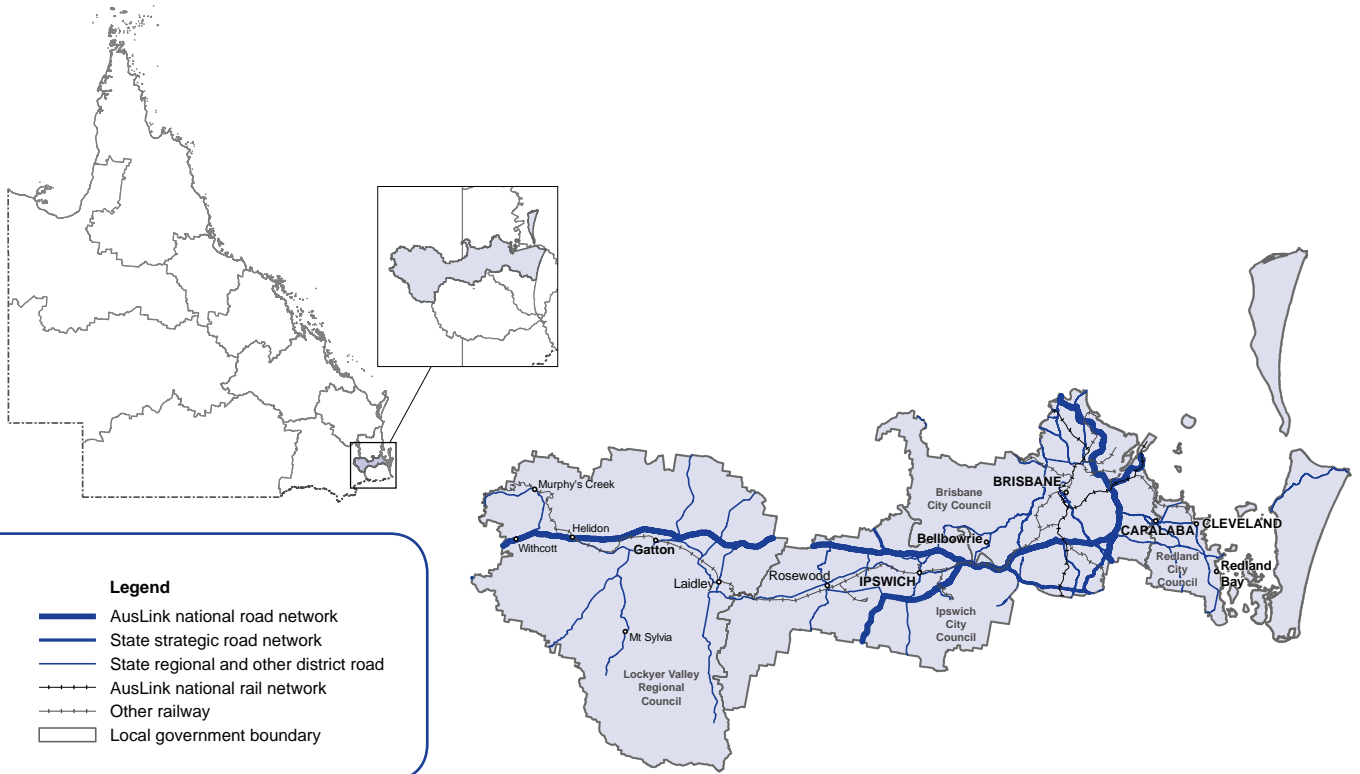 Legend
AusLink national road network
State strategic road network
State regional and other district road
AusLink national rail network
Other railway
Local government boundary
Murphy's Creek
Helidon
Withcott
Gatton
Laidley
Mt Sylvia
Lockyer Valley
Regional
Council
Rosewood
IPSWICH
Ipswich
City
Council
Bellbowrie
Brisbane
City Council
BRISBANE
CAPALABA
CLEVELAND
Redland
City
Council
Redland
Bay